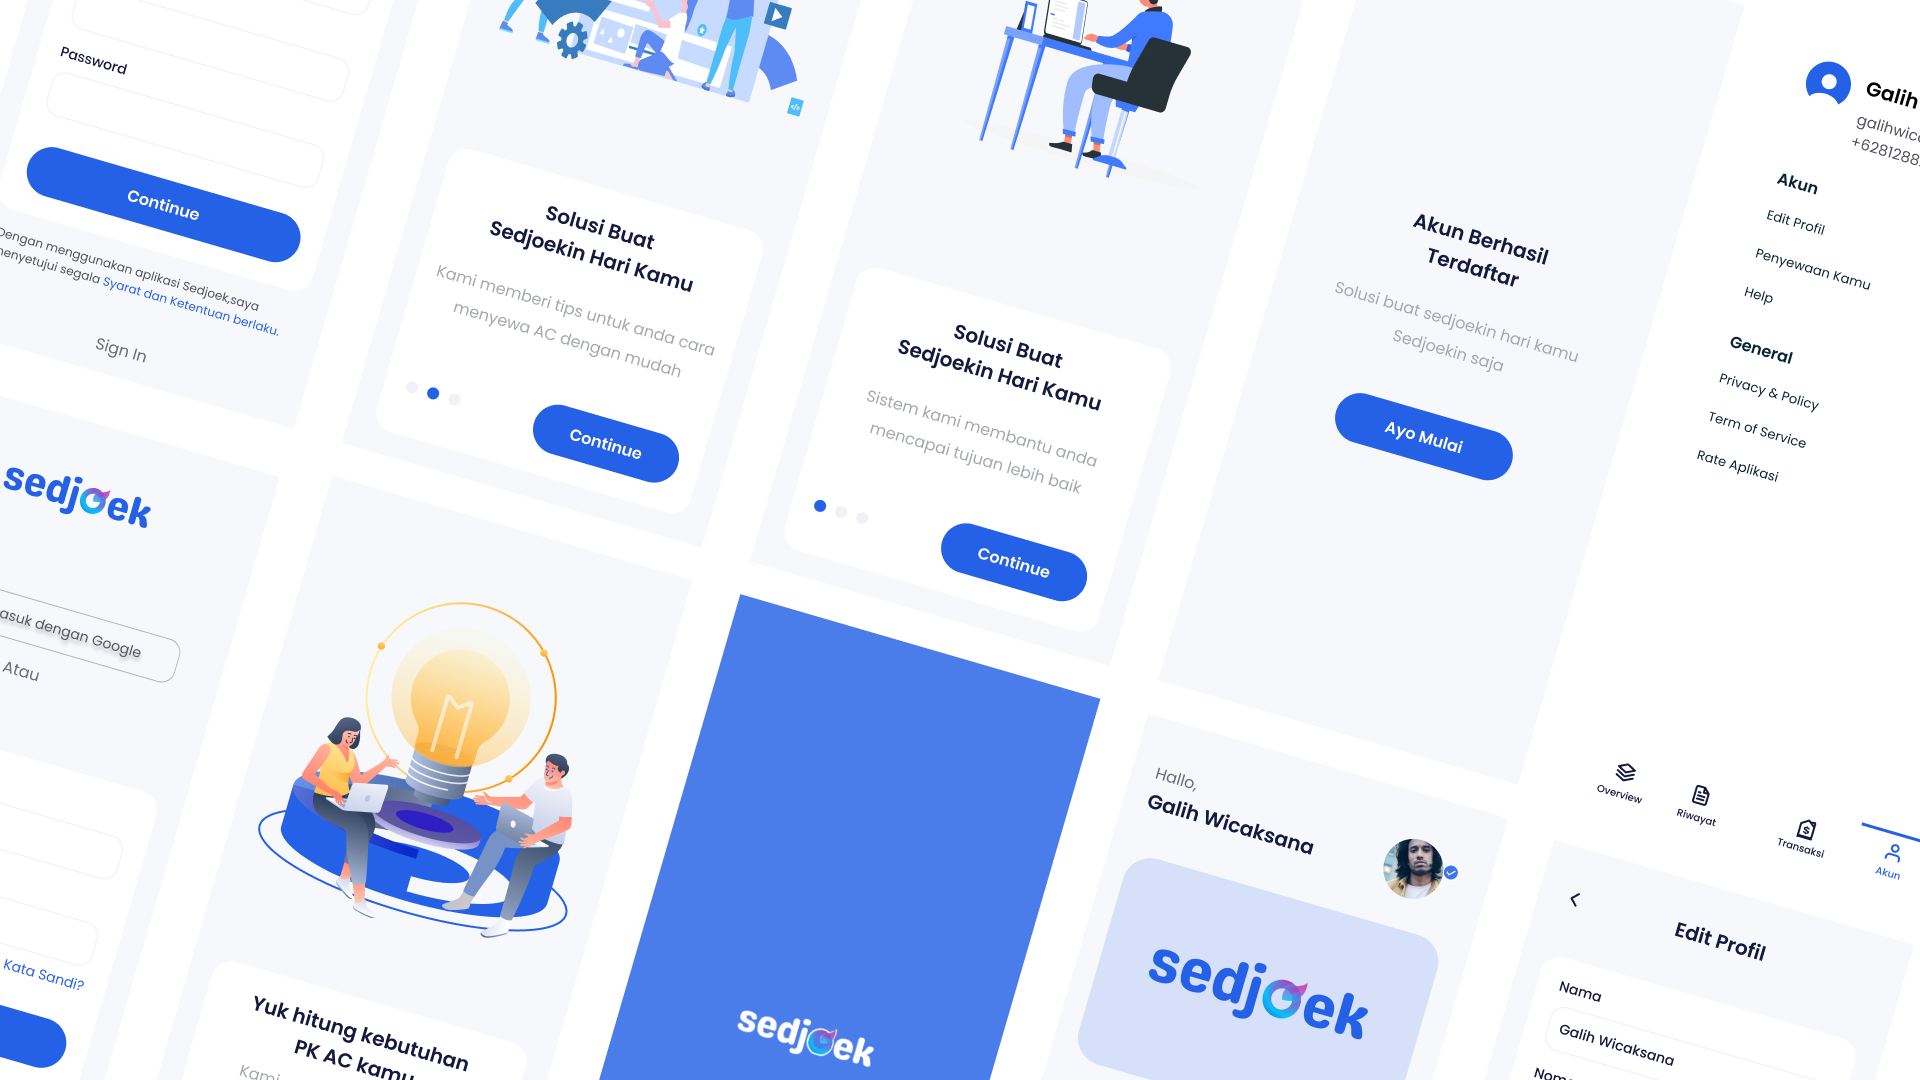 Password
Continue
Dengan menggunakan aplikasi Sedjoek,saya
menyetujui segala Syarat dan Ketentuan berlaku.
Sign In
Solusi Buat
Sedjoekin Hari Kamu
Kami memberi tips untuk anda cara
menyewa AC dengan mudah
Continue
Solusi Buat
Sedjoekin Hari Kamu
Sistem kami membantu anda
mencapai tujuan lebih baik
Continue
Akun Berhasil
Terdaftar
Solusi buat sedjoekin hari kamu
Sedjoekin saja
Ayo Mulai
Galih
galihwic
+6281288
Akun
Edit Profil
Penyewaan Kamu
Help
General
Privacy & Policy
Term of Service
Rate Aplikasi
Overview
Riwayat
Transaksi
Akun
sedjoek
asuk dengan Google
Atau
Kata Sandi?
Yuk hitung kebutuhan
PK AC kamu
Kami
sedjoek
Hallo,
Galih Wicaksana
sedjoek
Edit Profil
Nama
Galih Wicaksana